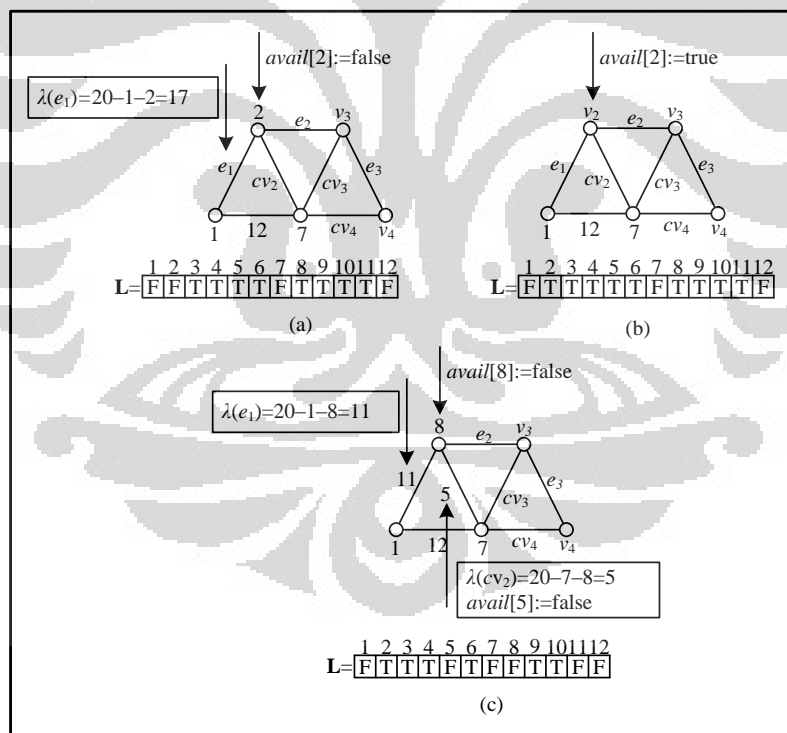 avail[2]:=false
λ(e₁)=20–1–2=17
2 e₂ v₃
e₁ cv₂ cv₃ e₃
1 12 7 cv₄ v₄
1 2 3 4 5 6 7 8 9 10 11 12
L= F F T T T T F T T T T F
(a)
avail[2]:=true
v₂ e₂ v₃
e₁ cv₂ cv₃ e₃
1 12 7 cv₄ v₄
1 2 3 4 5 6 7 8 9 10 11 12
L= F T T T T T F T T T T F
(b)
avail[8]:=false
λ(e₁)=20–1–8=11
8 e₂ v₃
11 5 cv₃ e₃
1 12 7 cv₄ v₄
λ(cv₂)=20–7–8=5
avail[5]:=false
1 2 3 4 5 6 7 8 9 10 11 12
L= F T T T F T F F T T F F
(c)